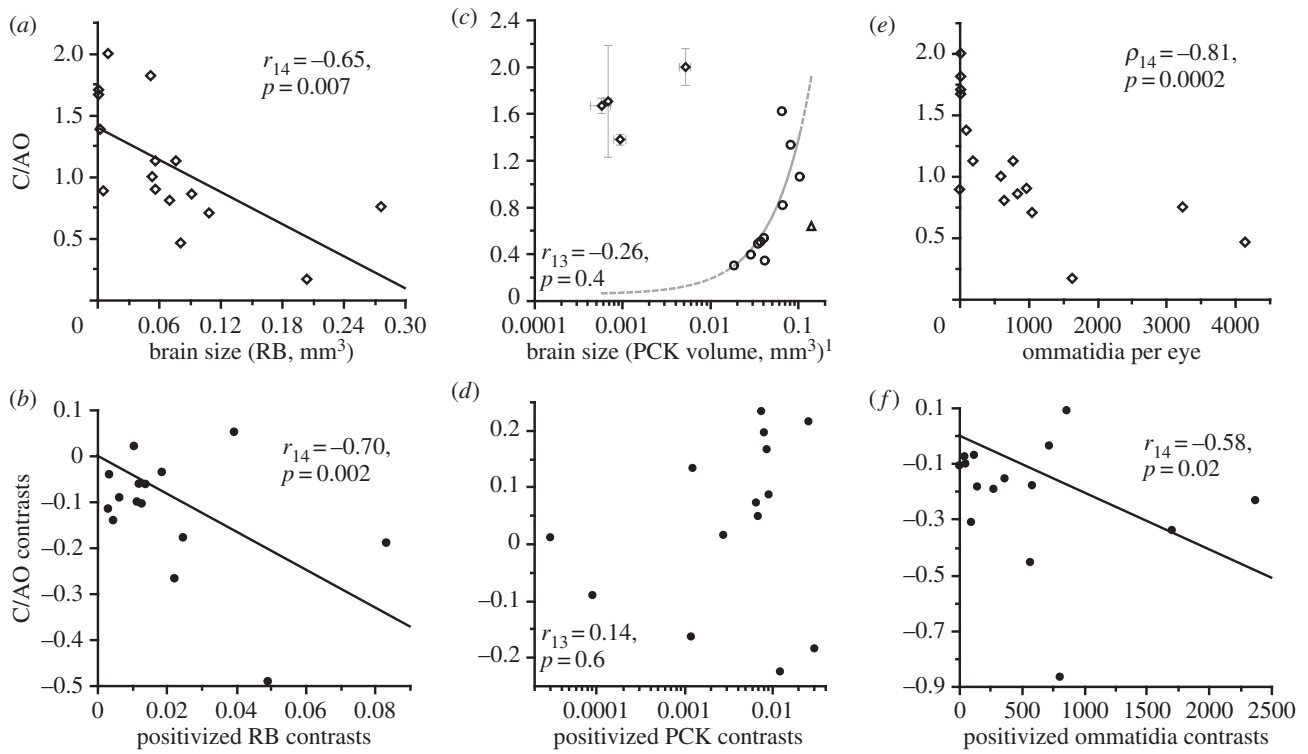 (a)
2.0
1.5
1.0
0.5
0
0.06
0.12
0.18
0.24
0.30
C/AO
r14 = –0.65,
p = 0.007
brain size (RB, mm3)
(c)
2.8
2.4
2.0
1.6
1.2
0.8
0.4
0
0.0001
0.001
0.01
0.1
r13 = –0.26,
p = 0.4
brain size (PCK volume, mm3)1
(e)
2.0
1.5
1.0
0.5
0
1000
2000
3000
4000
ρ14 = –0.81,
p = 0.0002
ommatidia per eye
(b)
0.1
0
–0.1
–0.2
–0.3
–0.4
–0.5
0
0.02
0.04
0.06
0.08
C/AO contrasts
r14 = –0.70,
p = 0.002
positivized RB contrasts
(d)
0.2
0.1
0
–0.1
–0.2
0.0001
0.001
0.01
r13 = 0.14,
p = 0.6
positivized PCK contrasts
(f)
0.1
–0.1
–0.3
–0.5
–0.7
–0.9
0
500
1000
1500
2000
2500
r14 = –0.58,
p = 0.02
positivized ommatidia contrasts